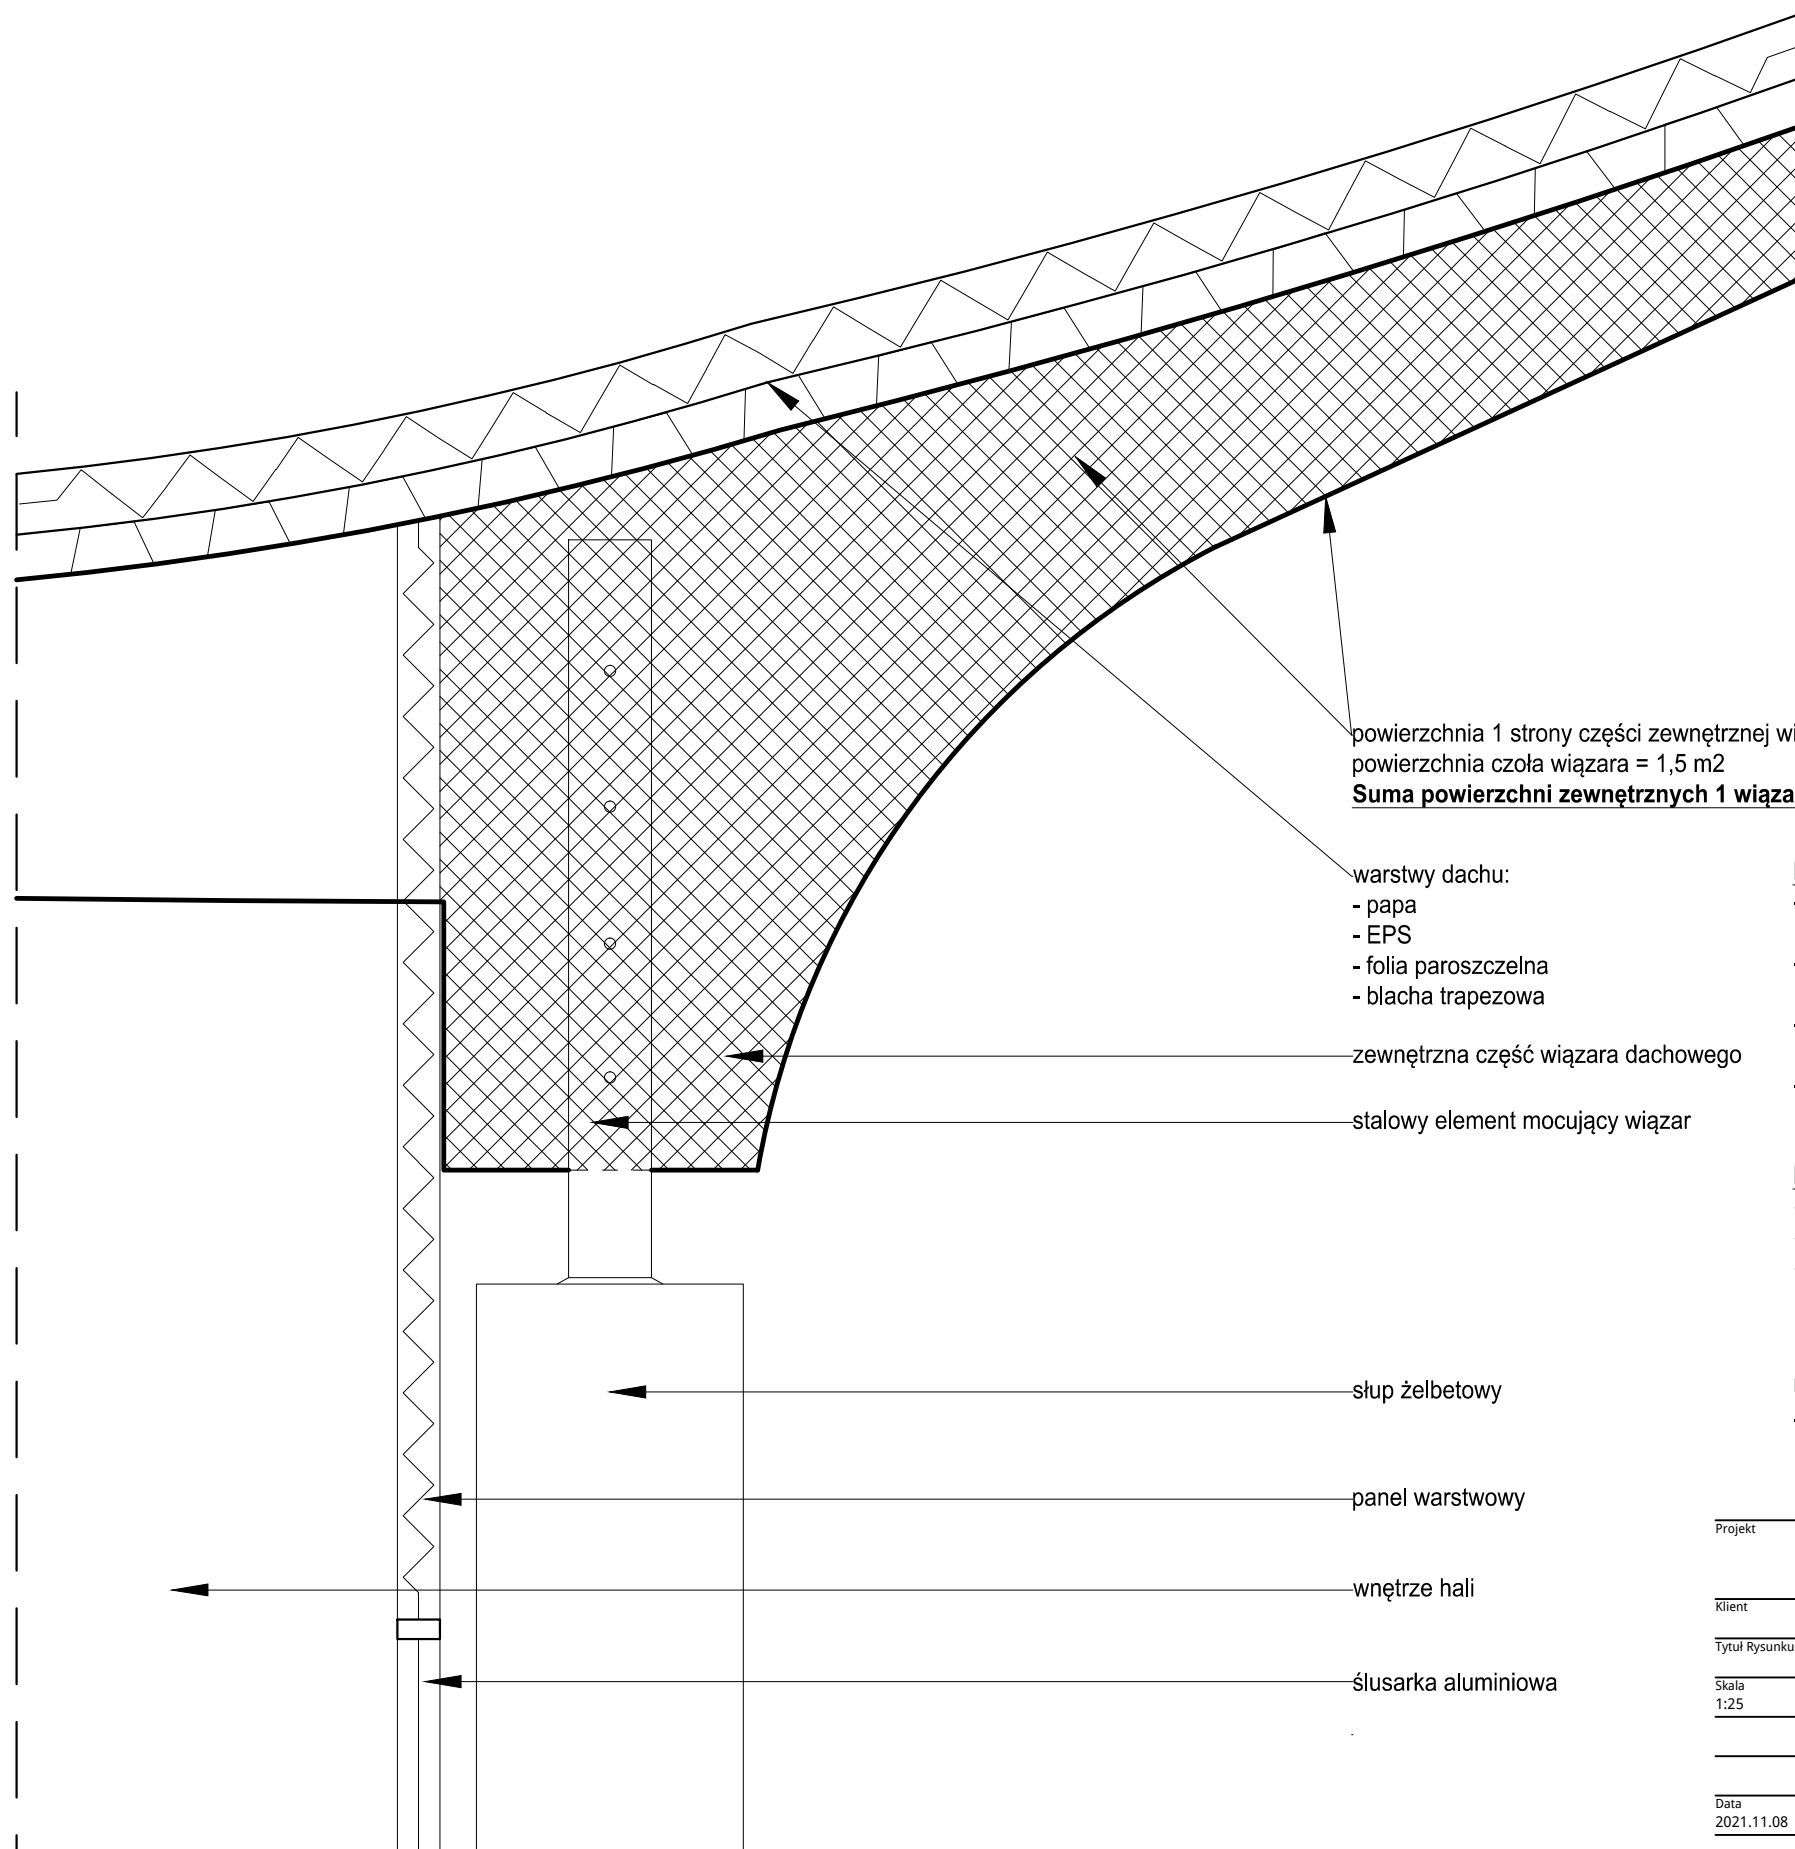 powierzchnia 1 strony części zewnętrznej
powierzchnia czoła wiązara = 1,5 m2
Suma powierzchni zewnętrznych 1
warstwy dachu:
- papa
- EPS
- folia paroszczelna
- blacha trapezowa
zewnętrzna część wiązara dachowego
stalowy element mocujący wiązar
słup żelbetowy
panel warstwowy
wnętrze hali
ślusarka aluminiowa
Projekt
Klient
Tytuł Rysunku
Skala
1:25
Data
2021.11.08